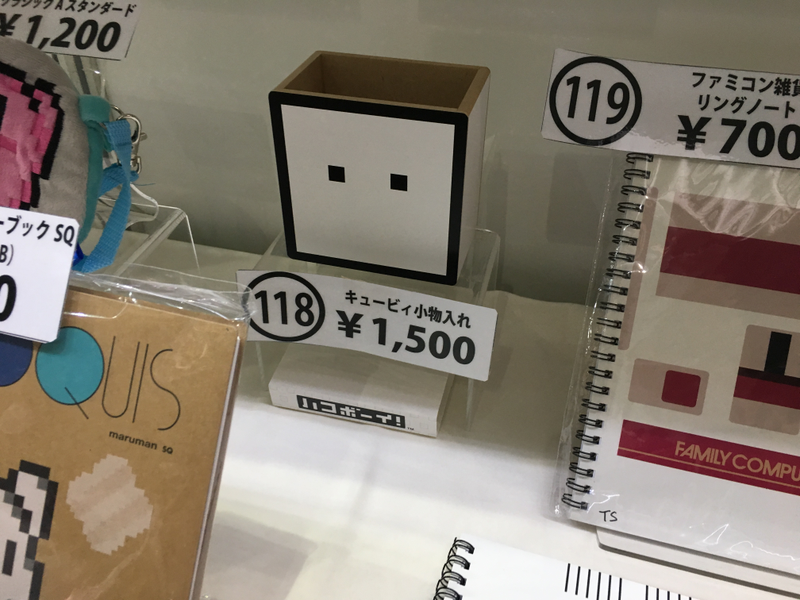 ラシックAスタンダード
¥1,200
119
ファミコン雑貨
リングノート
¥700
ーブック SQ
B)
0
118
キュービィ小物入れ
¥1,500
ハコボーイ!
QUIS
maruman SQ
FAMILY COMPU
TS